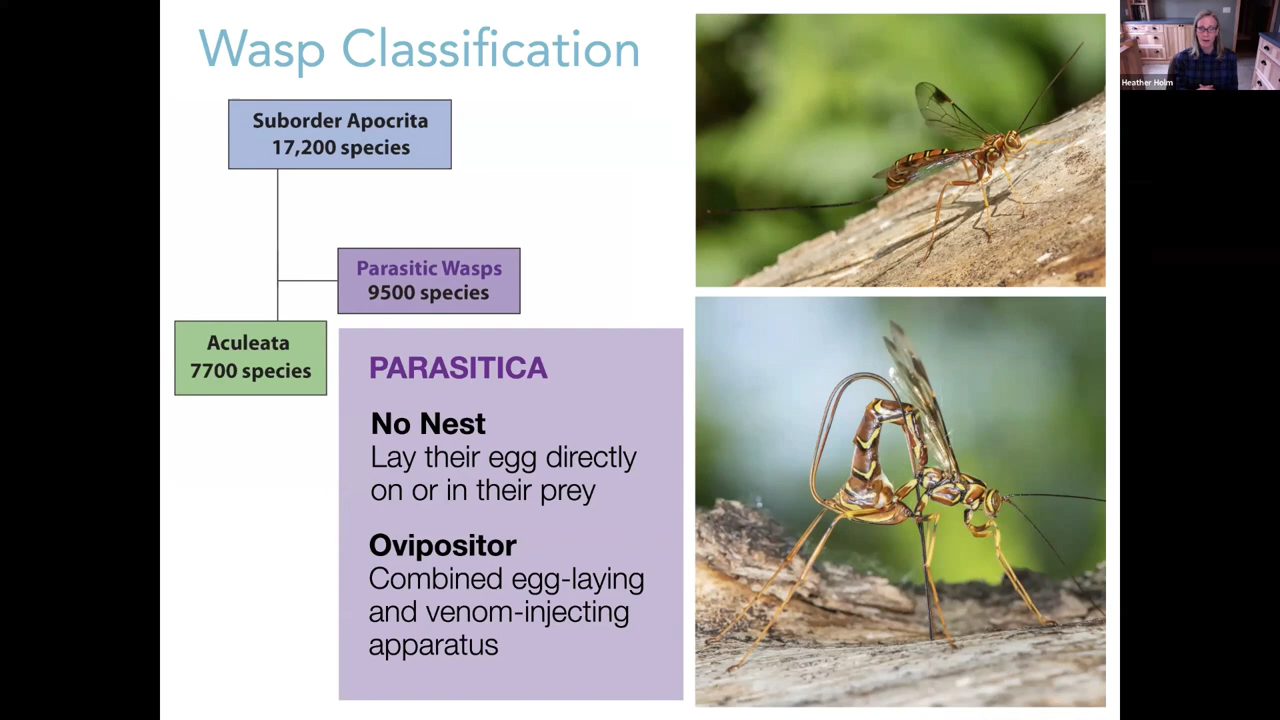 Wasp Classification
Suborder Apocrita
17,200 species
Parasitic Wasps
9500 species
Aculeata
7700 species
PARASITICA
No Nest
Lay their egg directly
on or in their prey
Ovipositor
Combined egg-laying
and venom-injecting
apparatus
Heather Holm